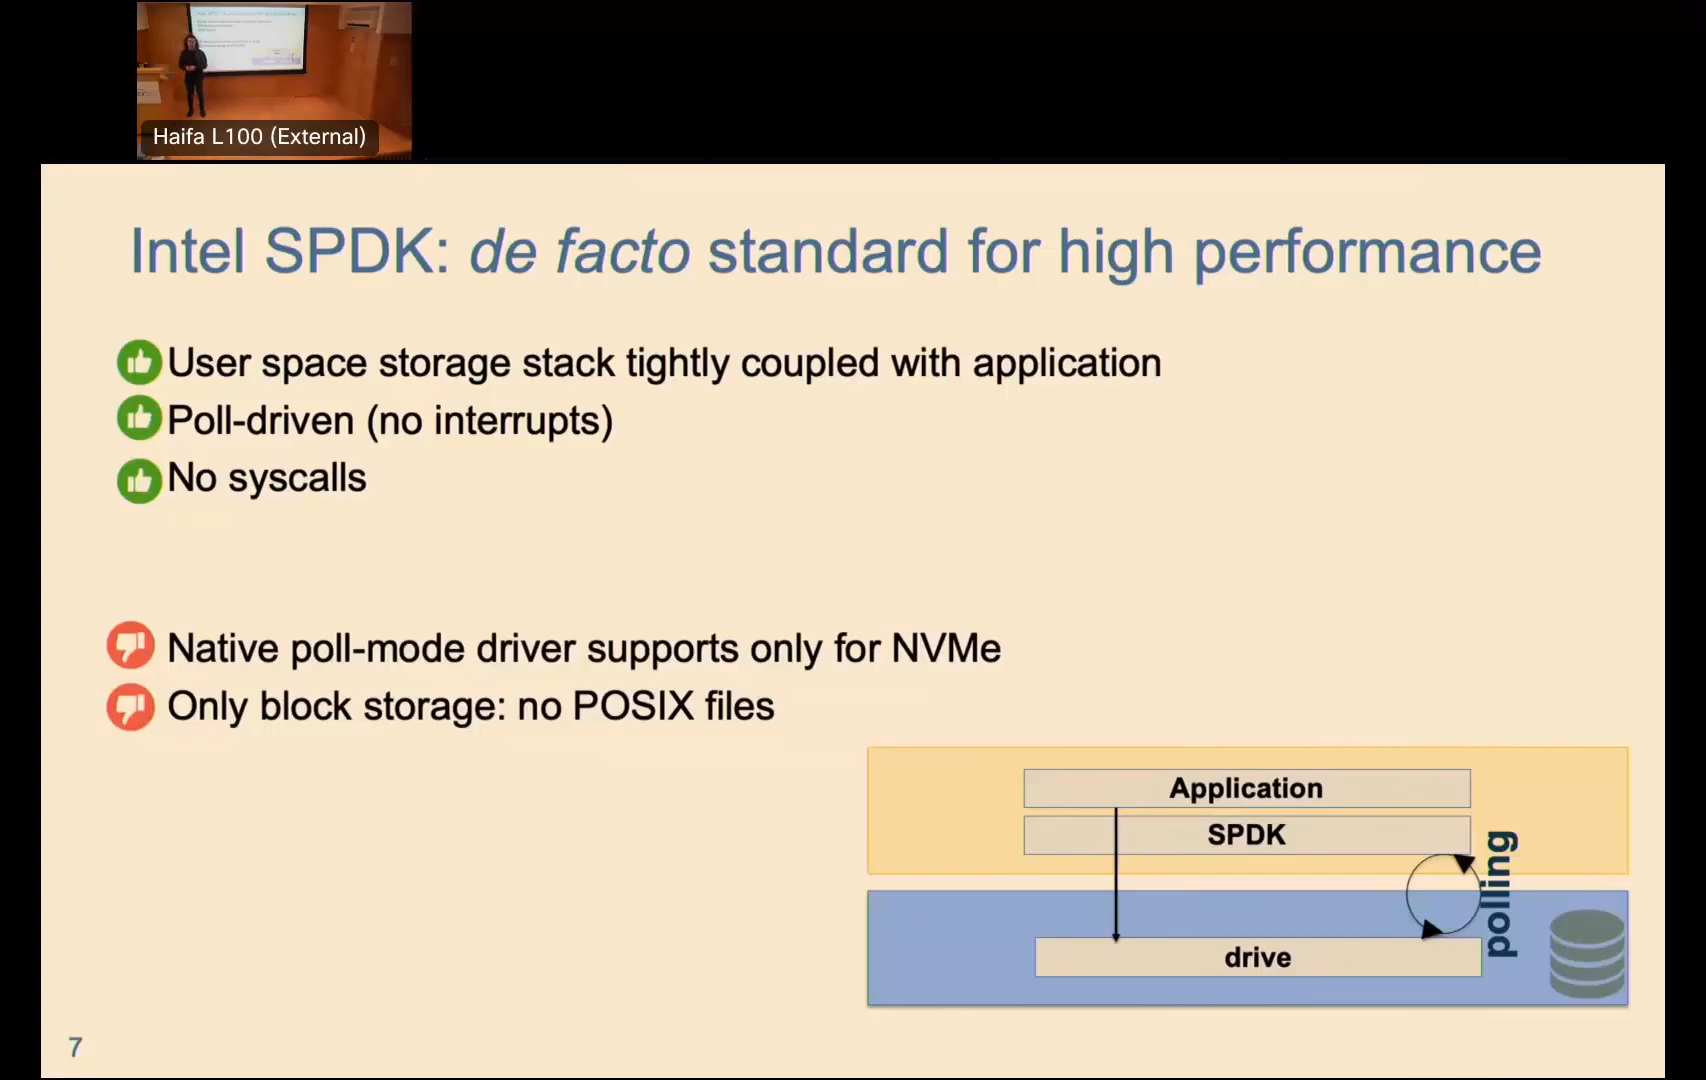 Haifa L100 (External)
Intel SPDK: de facto standard for high performance
User space storage stack tightly coupled with application
Poll-driven (no interrupts)
No syscalls
Native poll-mode driver supports only for NVMe
Only block storage: no POSIX files
Application
SPDK
polling
drive
7